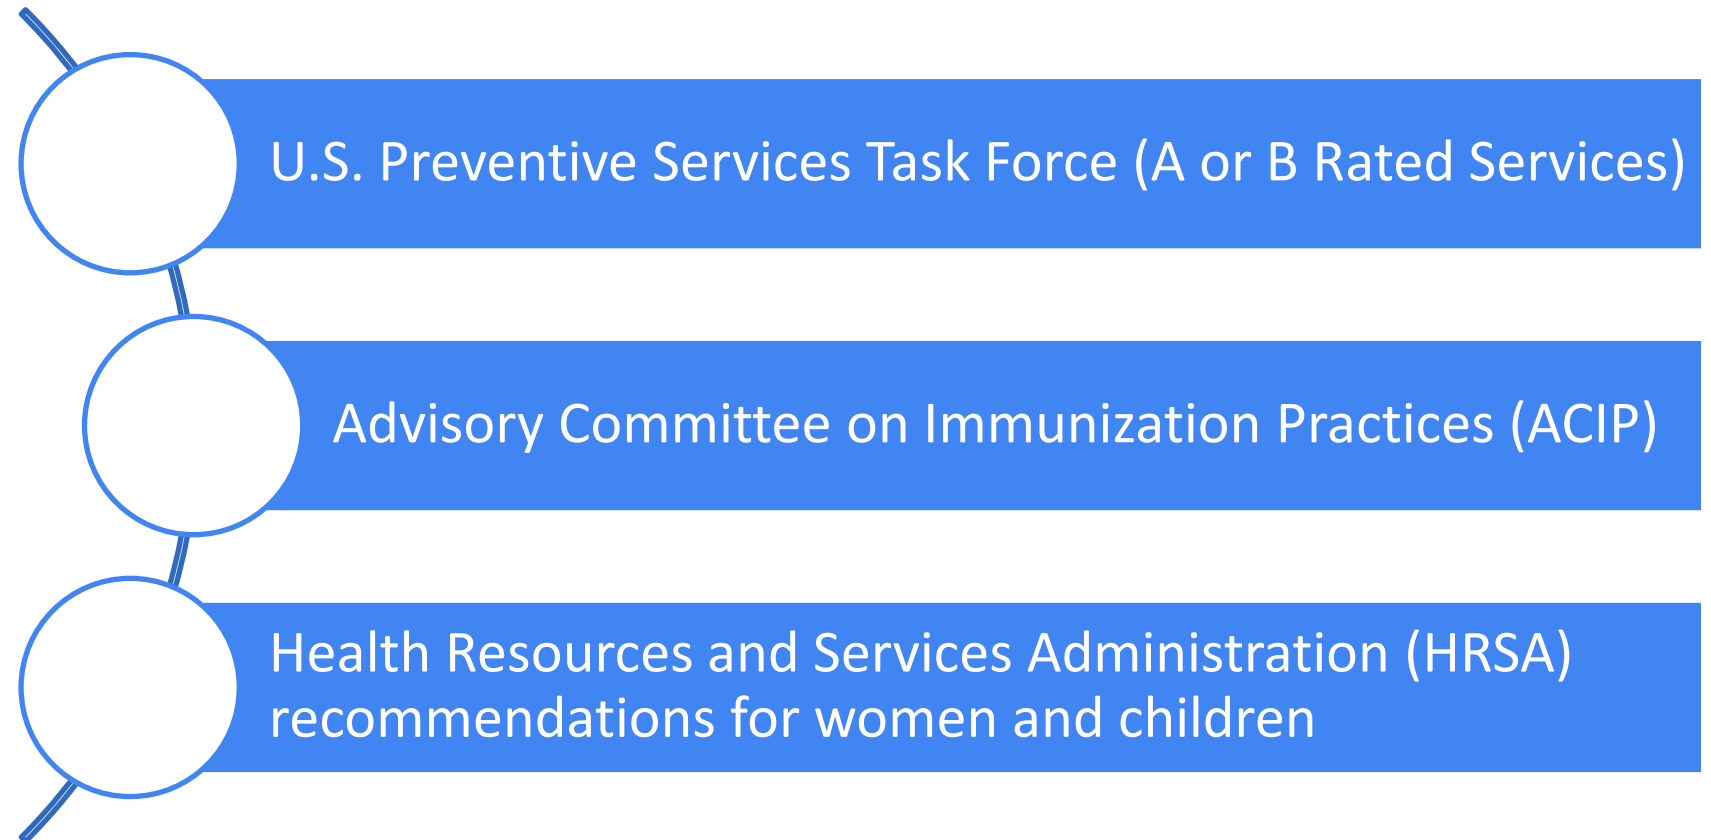 U.S. Preventive Services Task Force (A or B Rated Services)
Advisory Committee on Immunization Practices (ACIP)
Health Resources and Services Administration (HRSA)
recommendations for women and children